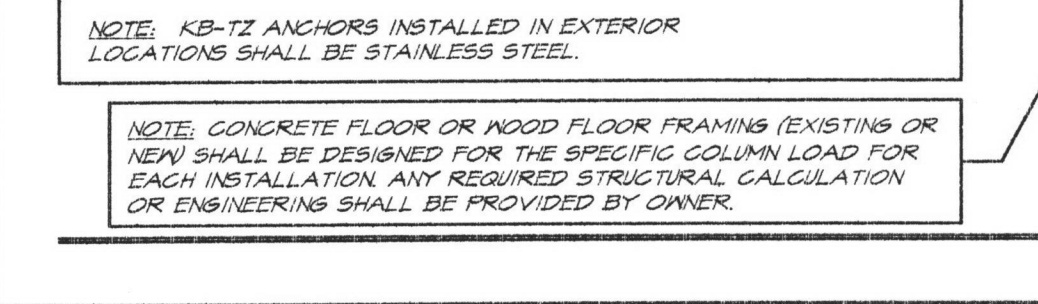 NOTE: KB-TZ ANCHORS INSTALLED IN EXTERIOR
LOCATIONS SHALL BE STAINLESS STEEL.
NOTE: CONCRETE FLOOR OR WOOD FLOOR FRAMING (EXISTING OR
NEW) SHALL BE DESIGNED FOR THE SPECIFIC COLUMN LOAD FOR
EACH INSTALLATION. ANY REQUIRED STRUCTURAL CALCULATION
OR ENGINEERING SHALL BE PROVIDED BY OWNER.